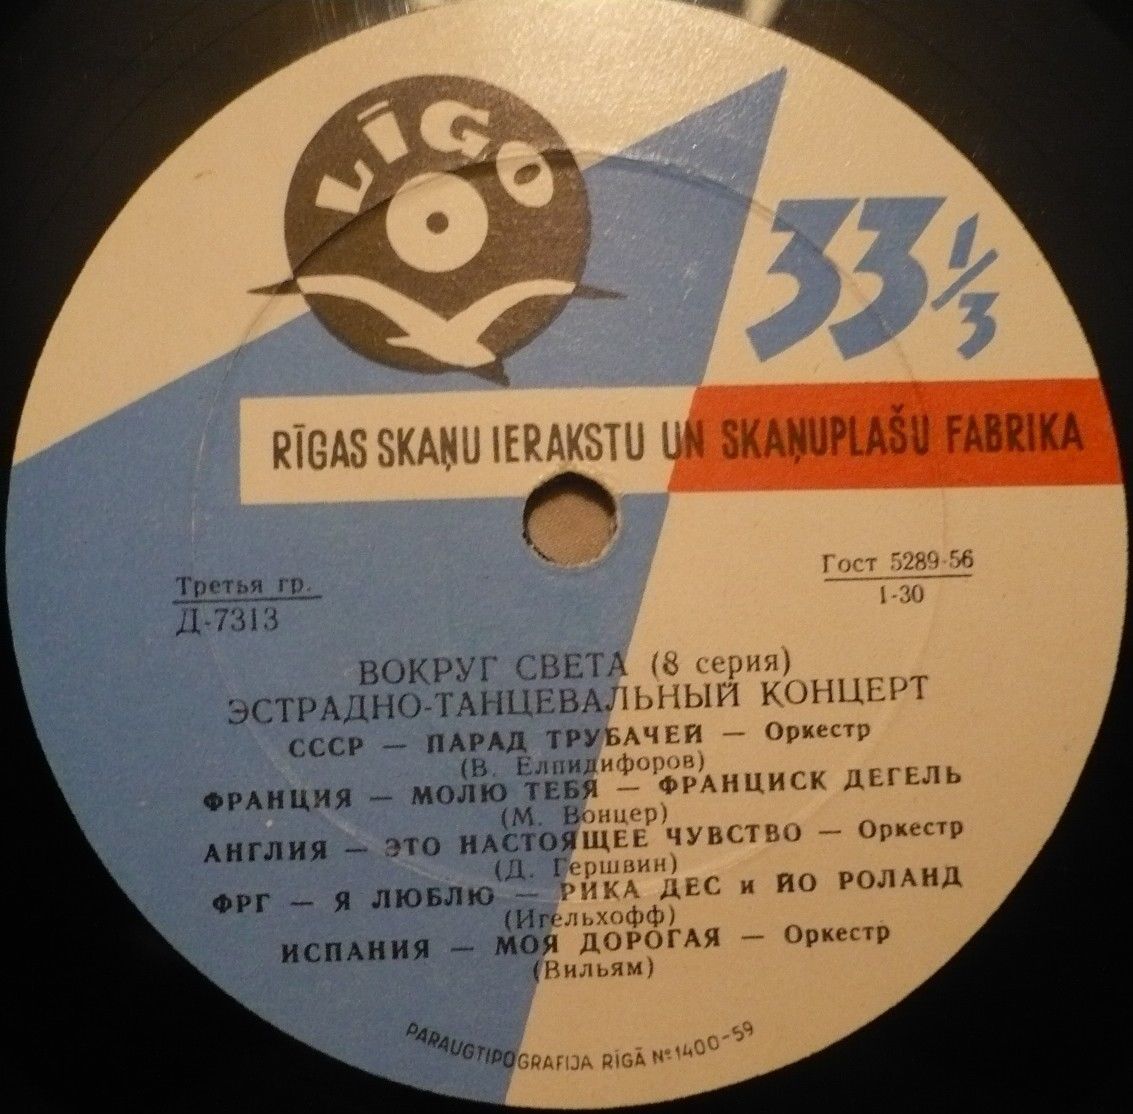 LĪGO
33 1/3
RĪGAS SKAŅU IERAKSTU UN SKAŅUPLAŠU FABRIKA
Третья гр.
Д-7313
Гост 5289-56
1-30
ВОКРУГ СВЕТА (8 серия)
ЭСТРАДНО-ТАНЦЕВАЛЬНЫЙ КОНЦЕРТ
СССР — ПАРАД ТРУБАЧЕЙ — Оркестр
(В. Елпидифоров)
ФРАНЦИЯ — МОЛЮ ТЕБЯ — ФРАНЦИСК ДЕГЕЛЬ
(М. Вонцер)
АНГЛИЯ — ЭТО НАСТОЯЩЕЕ ЧУВСТВО — Оркестр
(Д. Гершвин)
ФРГ — Я ЛЮБЛЮ — РИКА ДЕС и ЙО РОЛАНД
(Игельхофф)
ИСПАНИЯ — МОЯ ДОРОГАЯ — Оркестр
(Вильям)
PARAUGTIPOGRAFIJA RĪGĀ №1400-59